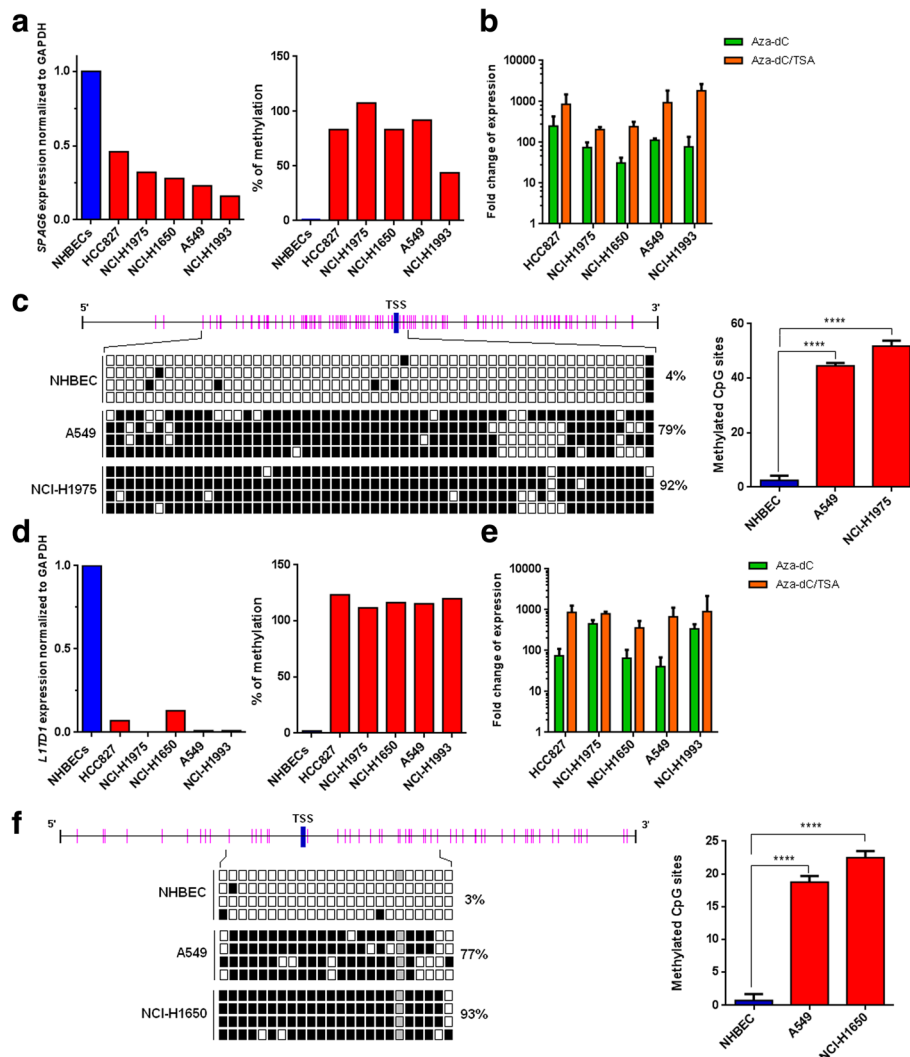 a
SPAG6 expression normalized to GAPDH
1.0
0.5
0.0
NHBECs
HCC827
NCI-H1975
NCI-H1650
A549
NCI-H1993
% of methylation
150
100
50
0
NHBECs
HCC827
NCI-H1975
NCI-H1650
A549
NCI-H1993
b
Aza-dC
Aza-dC/TSA
Fold change of expression
10000
1000
100
10
1
HCC827
NCI-H1975
NCI-H1650
A549
NCI-H1993
c
5'
TSS
3'
NHBEC
4%
A549
79%
NCI-H1975
92%
Methylated CpG sites
60
40
20
0
****
****
NHBEC
A549
NCI-H1975
d
L1TD1 expression normalized to GAPDH
1.0
0.5
0.0
NHBECs
HCC827
NCI-H1975
NCI-H1650
A549
NCI-H1993
% of methylation
150
100
50
0
NHBECs
HCC827
NCI-H1975
NCI-H1650
A549
NCI-H1993
e
Aza-dC
Aza-dC/TSA
Fold change of expression
10000
1000
100
10
1
HCC827
NCI-H1975
NCI-H1650
A549
NCI-H1993
f
5'
TSS
3'
NHBEC
3%
A549
77%
NCI-H1650
93%
Methylated CpG sites
30
20
10
0
****
****
NHBEC
A549
NCI-H1650